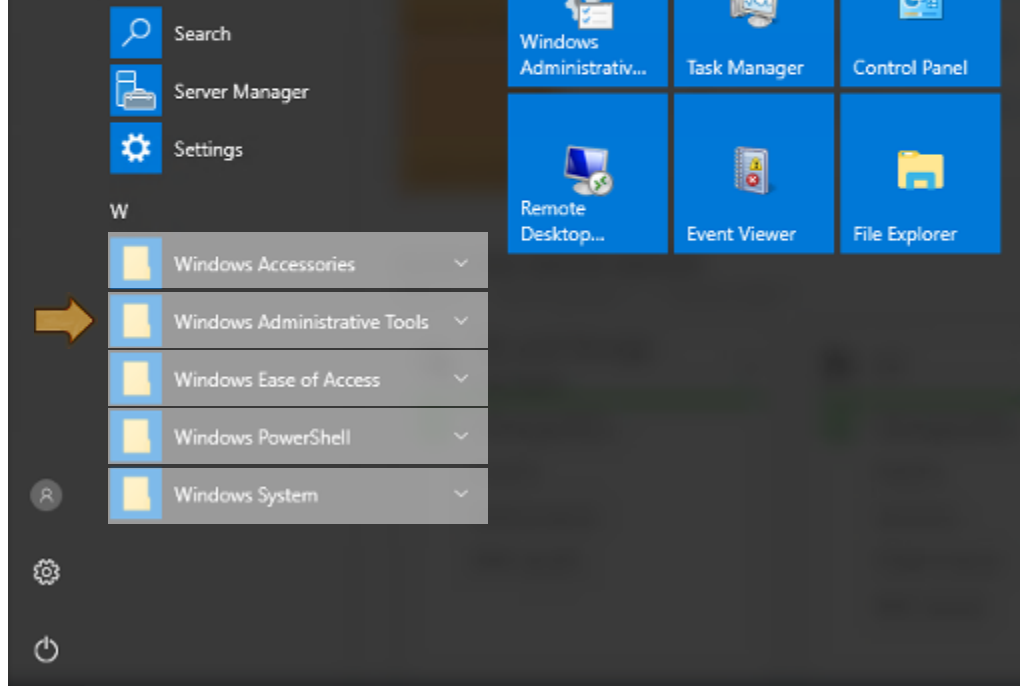 Search
Server Manager
Settings
W
Windows Accessories
Windows Administrative Tools
Windows Ease of Access
Windows PowerShell
Windows System
Windows
Administrativ...
Task Manager
Control Panel
Remote
Desktop...
Event Viewer
File Explorer